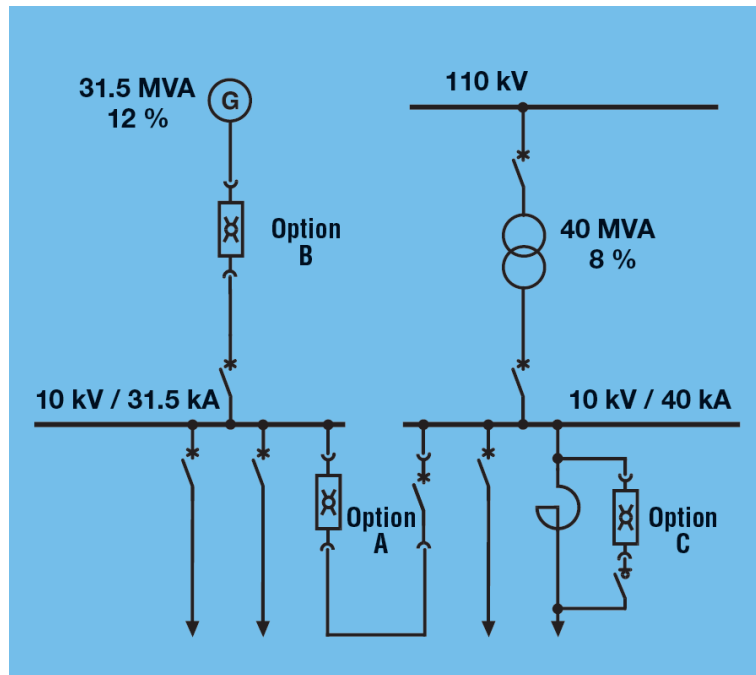 31.5 MVA
12 %
G
110 kV
Option
B
40 MVA
8 %
10 kV / 31.5 kA
10 kV / 40 kA
Option
A
Option
C